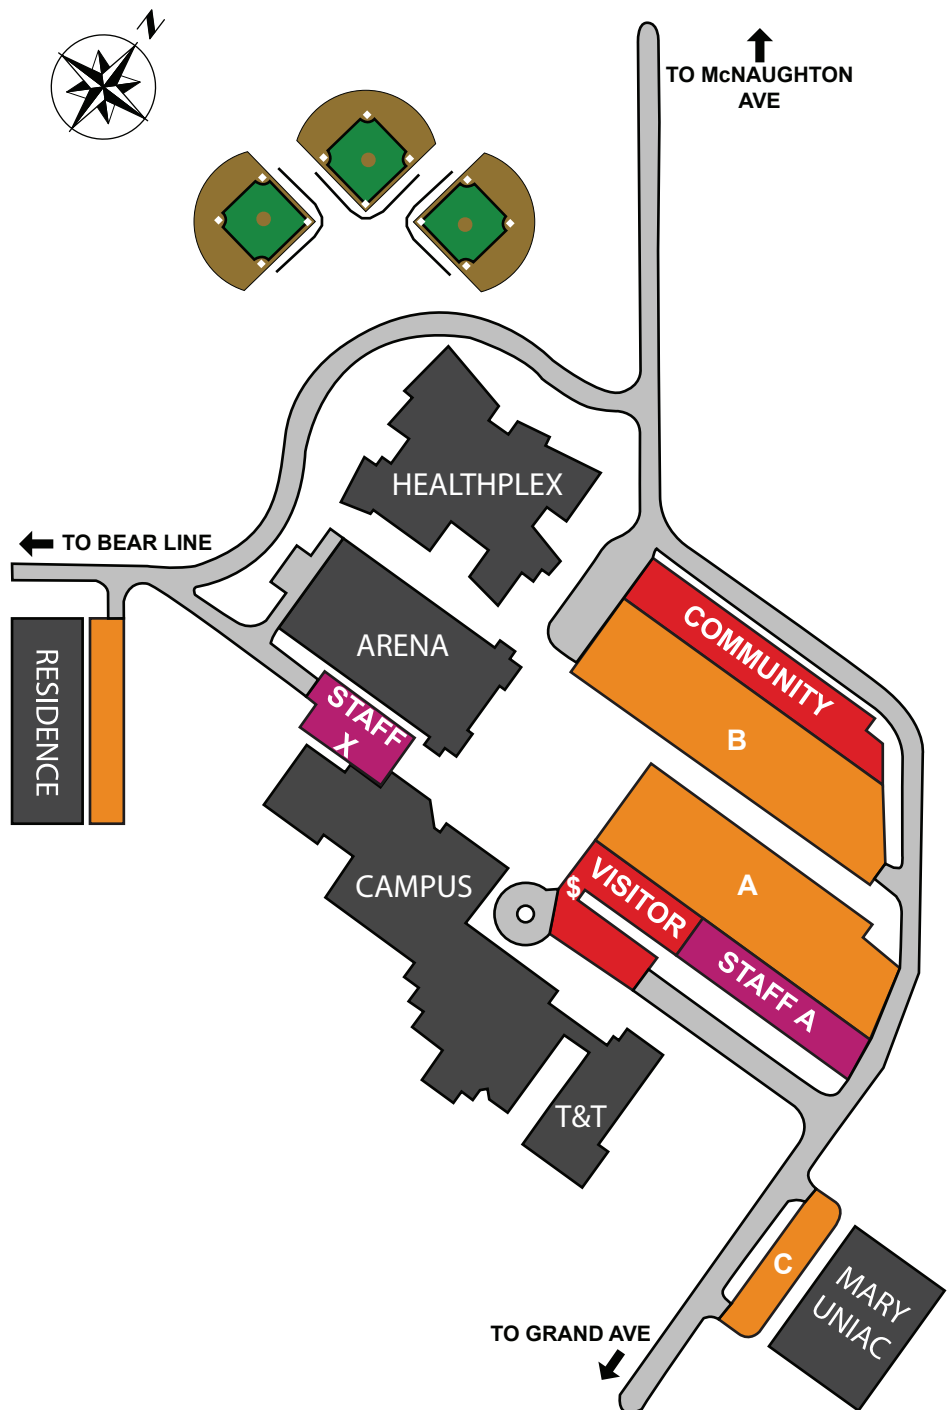 N
TO McNAUGHTON
AVE
HEALTHPLEX
TO BEAR LINE
ARENA
COMMUNITY
RESIDENCE
STAFF
X
B
CAMPUS
$
VISITOR
A
STAFF A
T&T
C
MARY
UNIAC
TO GRAND AVE